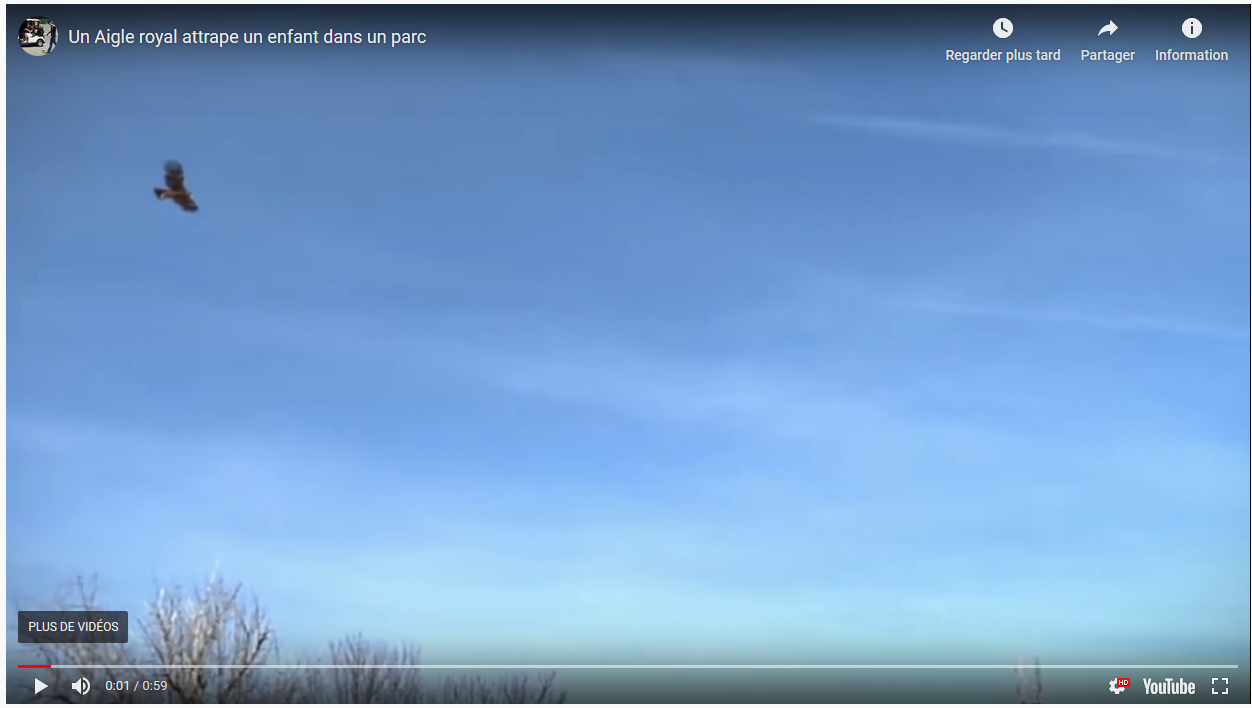 Un Aigle royal attrape un enfant dans un parc
Regarder plus tard
Partager
Information
PLUS DE VIDÉOS
0:01 / 0:59
HD
YouTube